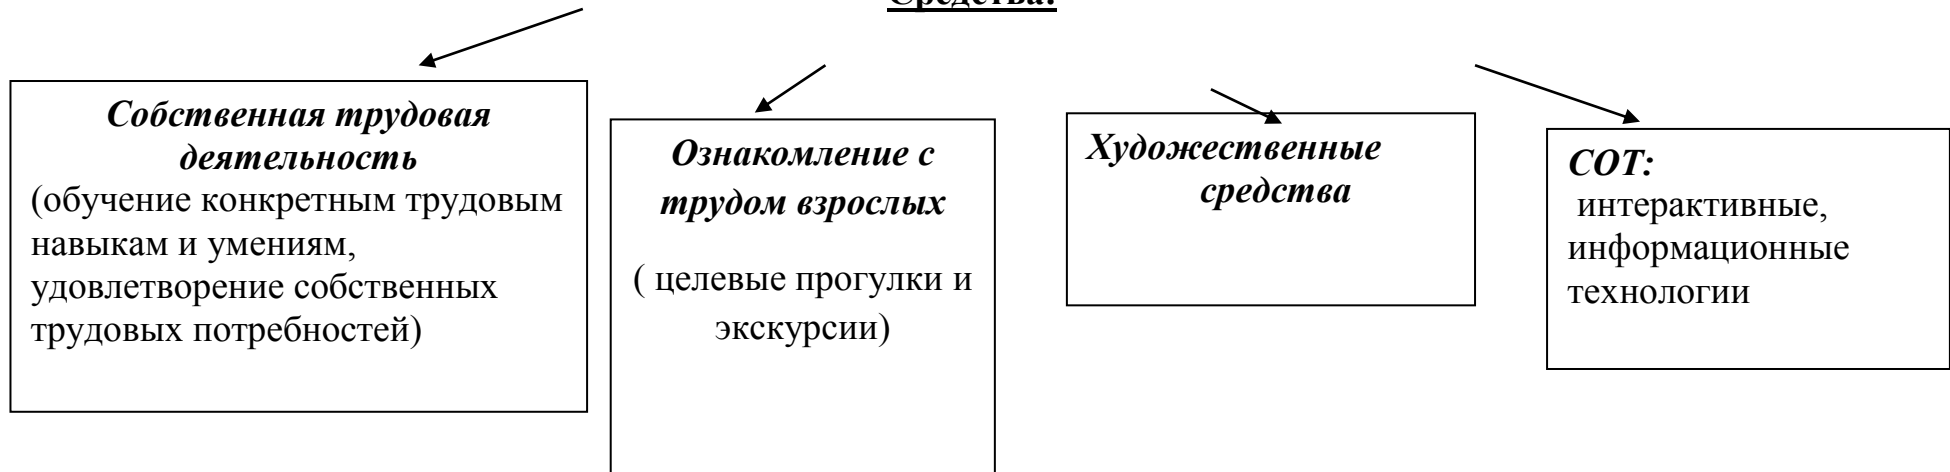 Средства:
Собственная трудовая
деятельность
(обучение конкретным трудовым
навыкам и умениям,
удовлетворение собственных
трудовых потребностей)
Ознакомление с
трудом взрослых
( целевые прогулки и
экскурсии)
Художественные
средства
СОТ:
интерактивные,
информационные
технологии